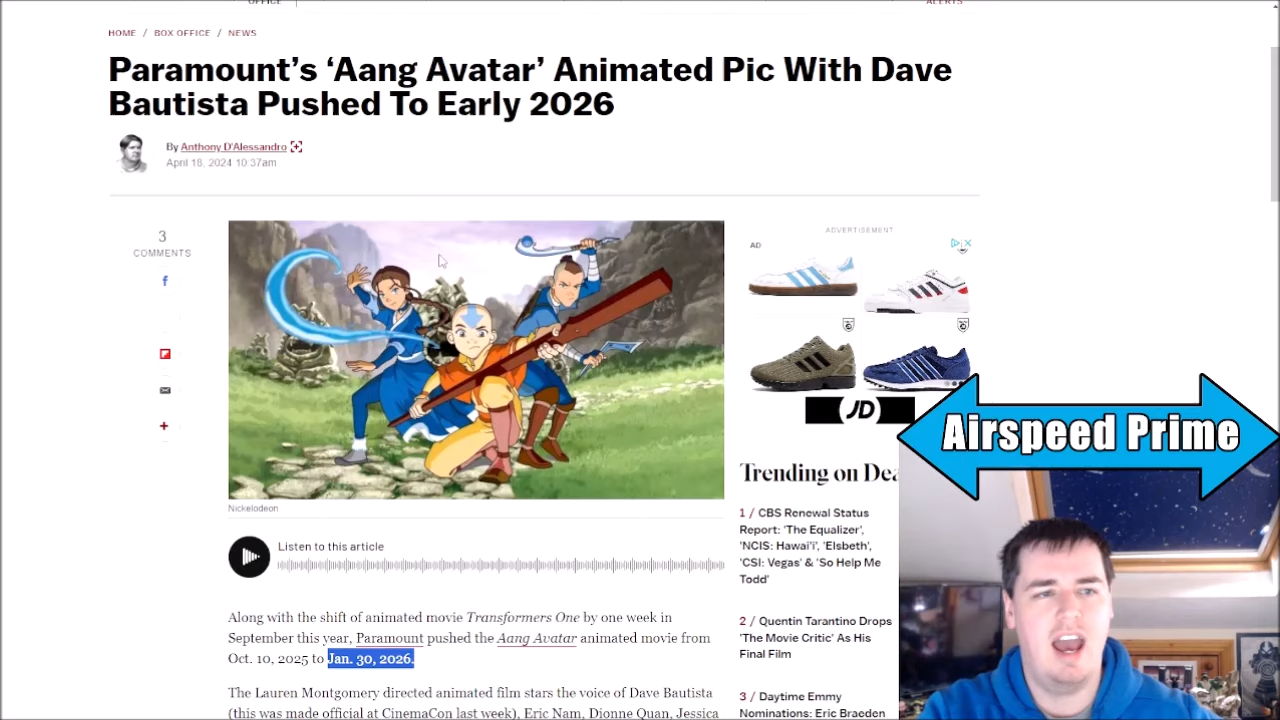 OFFICE
ALERTS
HOME / BOX OFFICE / NEWS
Paramount's 'Aang Avatar' Animated Pic With Dave
Bautista Pushed To Early 2026
By Anthony D'Alessandro
April 18, 2024 10:37am
3
COMMENTS
ADVERTISEMENT
AD
JD
Airspeed Prime
Nickelodeon
Listen to this article
Trending on Dea
1 / CBS Renewal Status
Report: 'The Equalizer',
'NCIS: Hawai'i', 'Elsbeth',
'CSI: Vegas' & 'So Help Me
Todd'
Along with the shift of animated movie Transformers One by one week in
September this year, Paramount pushed the Aang Avatar animated movie from
Oct. 10, 2025 to Jan. 30, 2026.
2 / Quentin Tarantino Drops
'The Movie Critic' As His
Final Film
The Lauren Montgomery directed animated film stars the voice of Dave Bautista
(this was made official at CinemaCon last week), Eric Nam, Dionne Quan, Jessica
3 / Daytime Emmy
Nominations: Eric Braeden